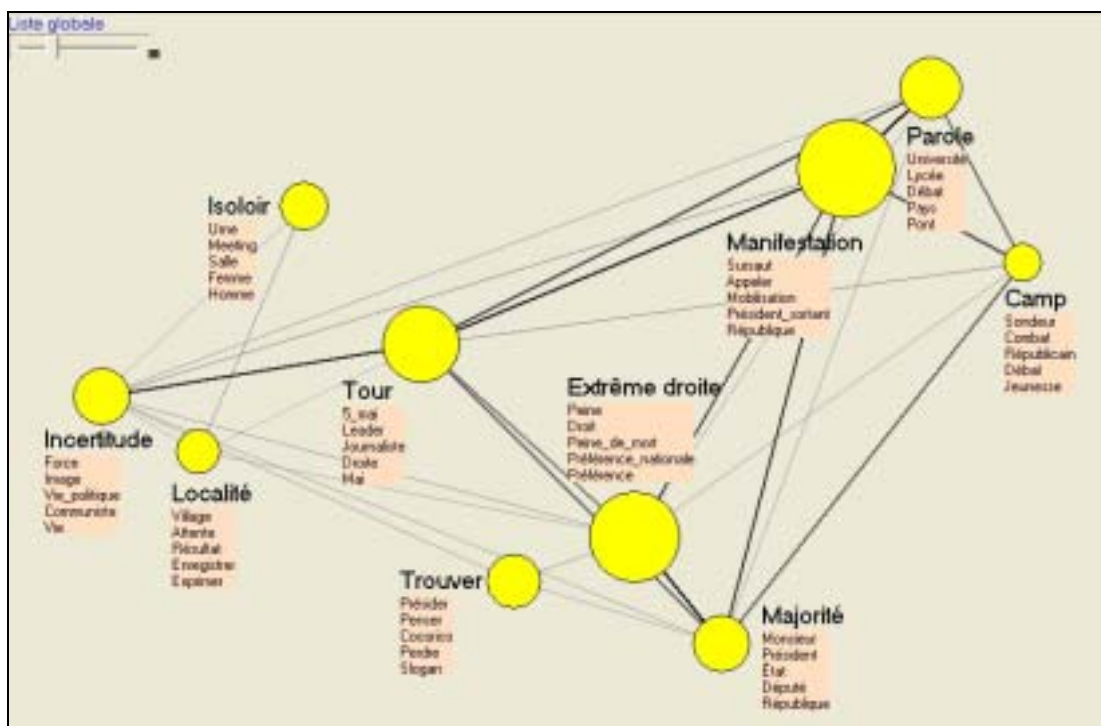 Liste globale
Parole
Université
Lycée
Débat
Pays
Pont
Isoloir
Urne
Meeting
Salle
Femme
Homme
Manifestation
Sursaut
Appeler
Mobilisation
Président_sortant
République
Camp
Sondeur
Combat
Républicain
Débat
Jeunesse
Tour
5_mai
Leader
Journaliste
Droite
Mai
Extrême droite
Peine
Droit
Peine_de_mort
Préférence_nationale
Préférence
Incertitude
Force
Image
Vie_politique
Communiste
Vie
Localité
Village
Attente
Résultat
Enregistrer
Exprimer
Trouver
Présider
Penser
Cocorico
Perdre
Slogan
Majorité
Monsieur
Président
État
Député
République